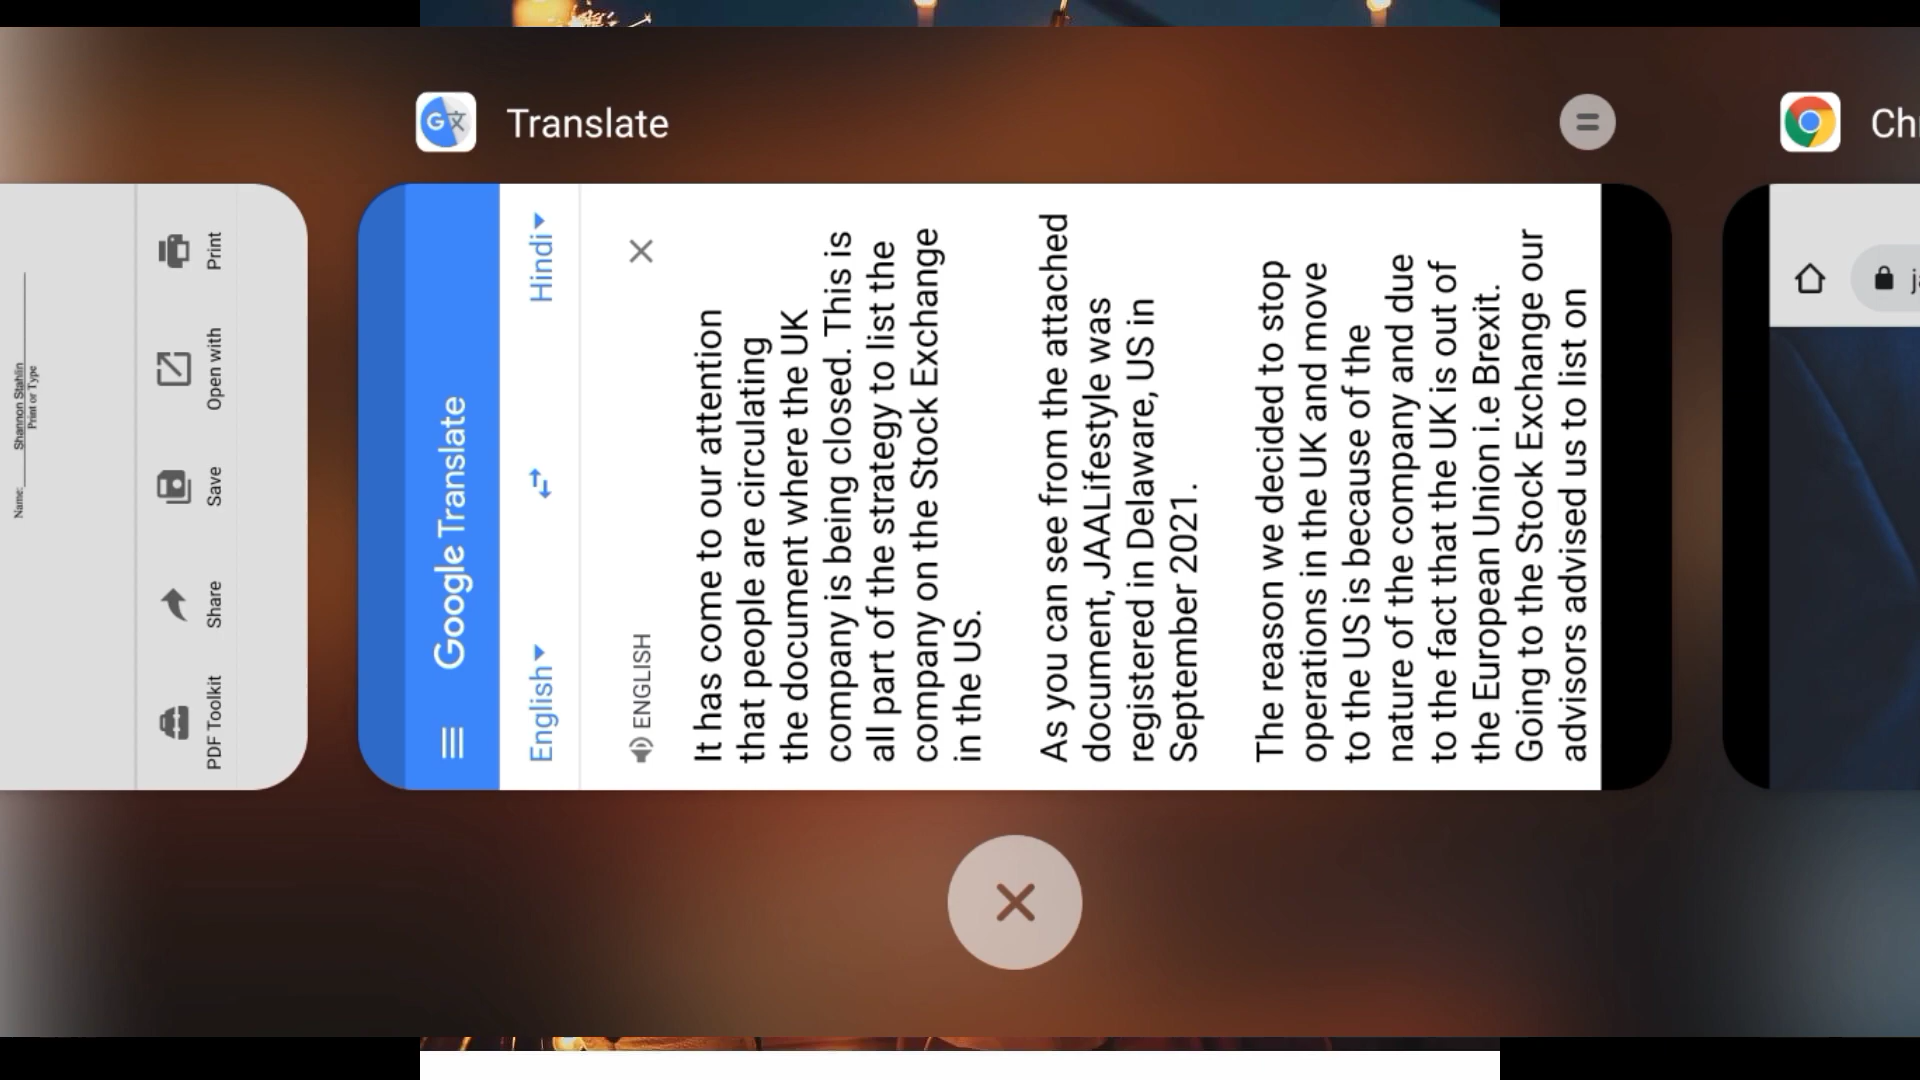 Translate
Ch
Name: Shannon Stahlin
Print or Type
PDF Toolkit
Share
Save
Open with
Print
Google Translate
English
Hindi
ENGLISH
It has come to our attention
that people are circulating
the document where the UK
company is being closed. This is
all part of the strategy to list the
company on the Stock Exchange
in the US.
As you can see from the attached
document, JAALifestyle was
registered in Delaware, US in
September 2021.
The reason we decided to stop
operations in the UK and move
to the US is because of the
nature of the company and due
to the fact that the UK is out of
the European Union i.e Brexit.
Going to the Stock Exchange our
advisors advised us to list on